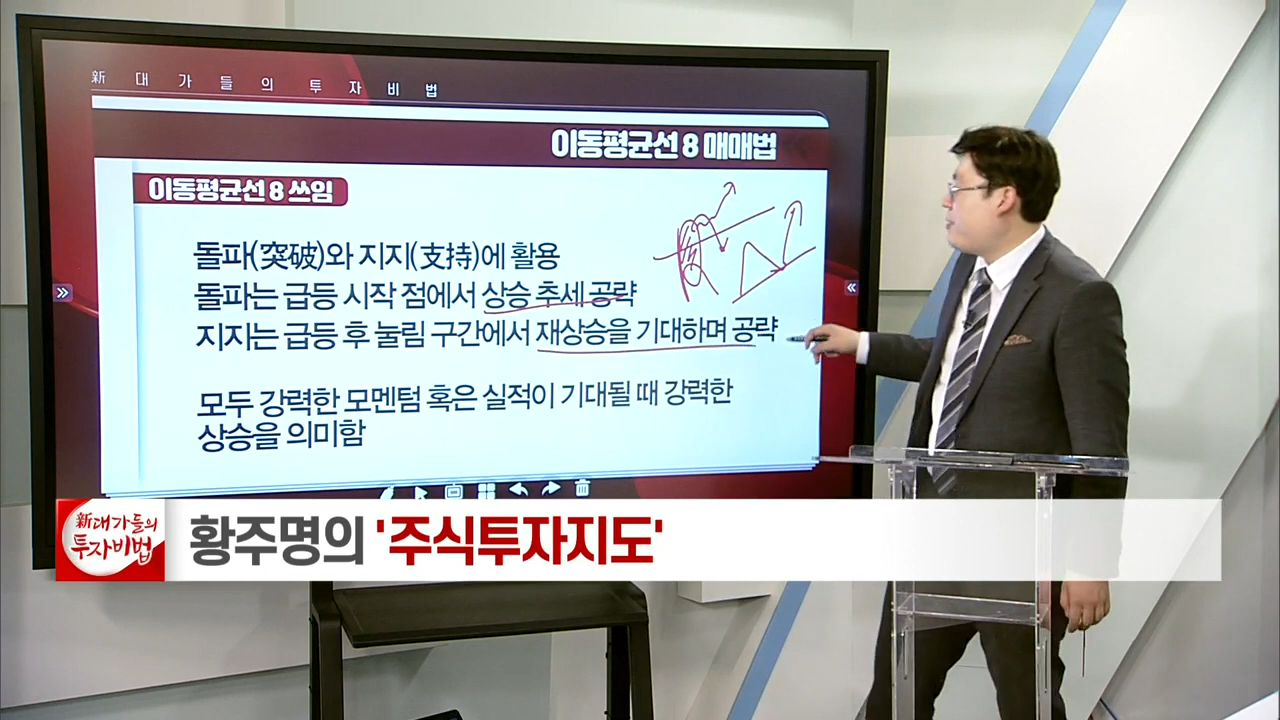 新 대 가 들 의 투 자 비 법
이동평균선 8 매매법
이동평균선 8 쓰임
돌파(突破)와 지지(支持)에 활용
돌파는 급등 시작 점에서 상승 추세 공략
지지는 급등 후 눌림 구간에서 재상승을 기대하며 공략
모두 강력한 모멘텀 혹은 실적이 기대될 때 강력한
상승을 의미함
新대가들의
투자비법
황주명의 '주식투자지도'